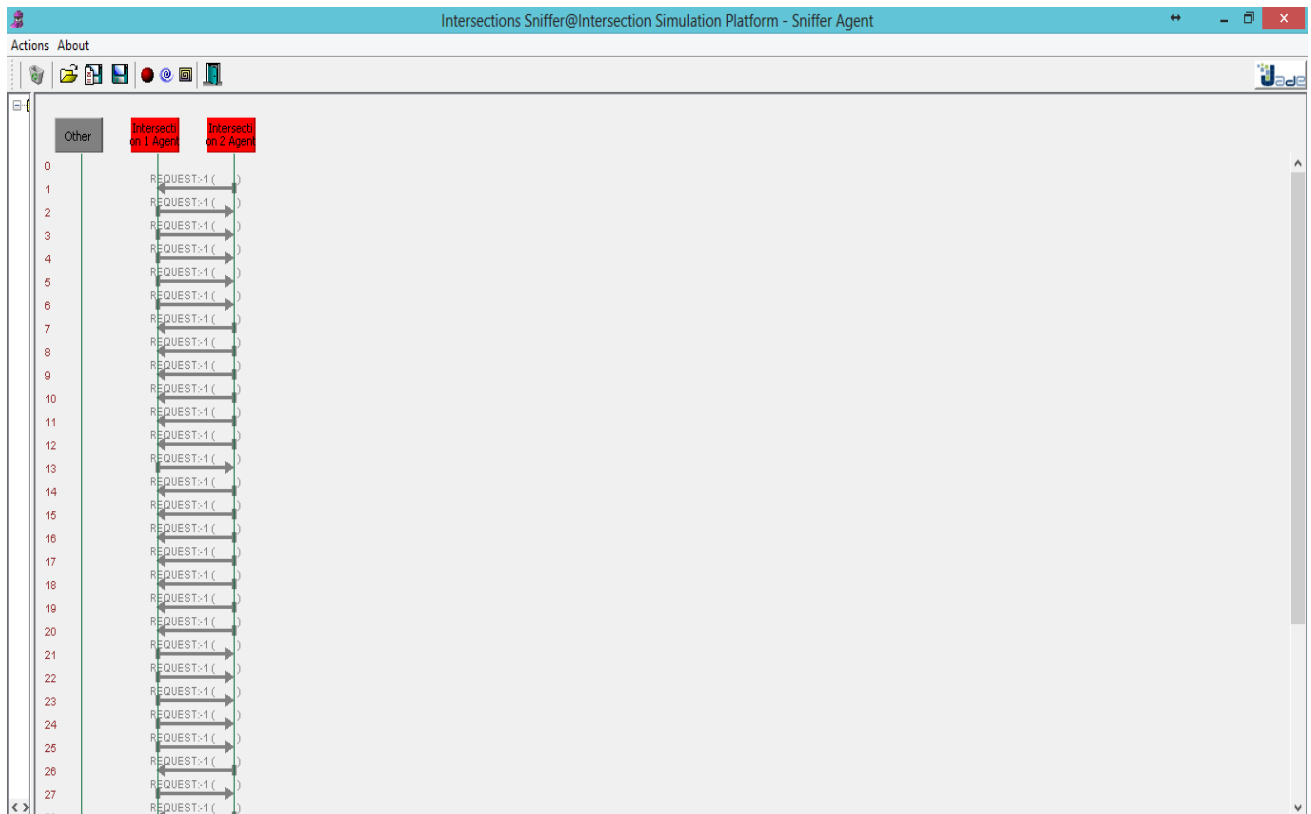 Intersections Sniffer@Intersection Simulation Platform - Sniffer Agent
Actions About
Jade
Other
Intersecti
on 1 Agent
Intersecti
on 2 Agent
0
REQUEST:-1 ( )
1
REQUEST:-1 ( )
2
REQUEST:-1 ( )
3
REQUEST:-1 ( )
4
REQUEST:-1 ( )
5
REQUEST:-1 ( )
6
REQUEST:-1 ( )
7
REQUEST:-1 ( )
8
REQUEST:-1 ( )
9
REQUEST:-1 ( )
10
REQUEST:-1 ( )
11
REQUEST:-1 ( )
12
REQUEST:-1 ( )
13
REQUEST:-1 ( )
14
REQUEST:-1 ( )
15
REQUEST:-1 ( )
16
REQUEST:-1 ( )
17
REQUEST:-1 ( )
18
REQUEST:-1 ( )
19
REQUEST:-1 ( )
20
REQUEST:-1 ( )
21
REQUEST:-1 ( )
22
REQUEST:-1 ( )
23
REQUEST:-1 ( )
24
REQUEST:-1 ( )
25
REQUEST:-1 ( )
26
REQUEST:-1 ( )
27
REQUEST:-1 ( )